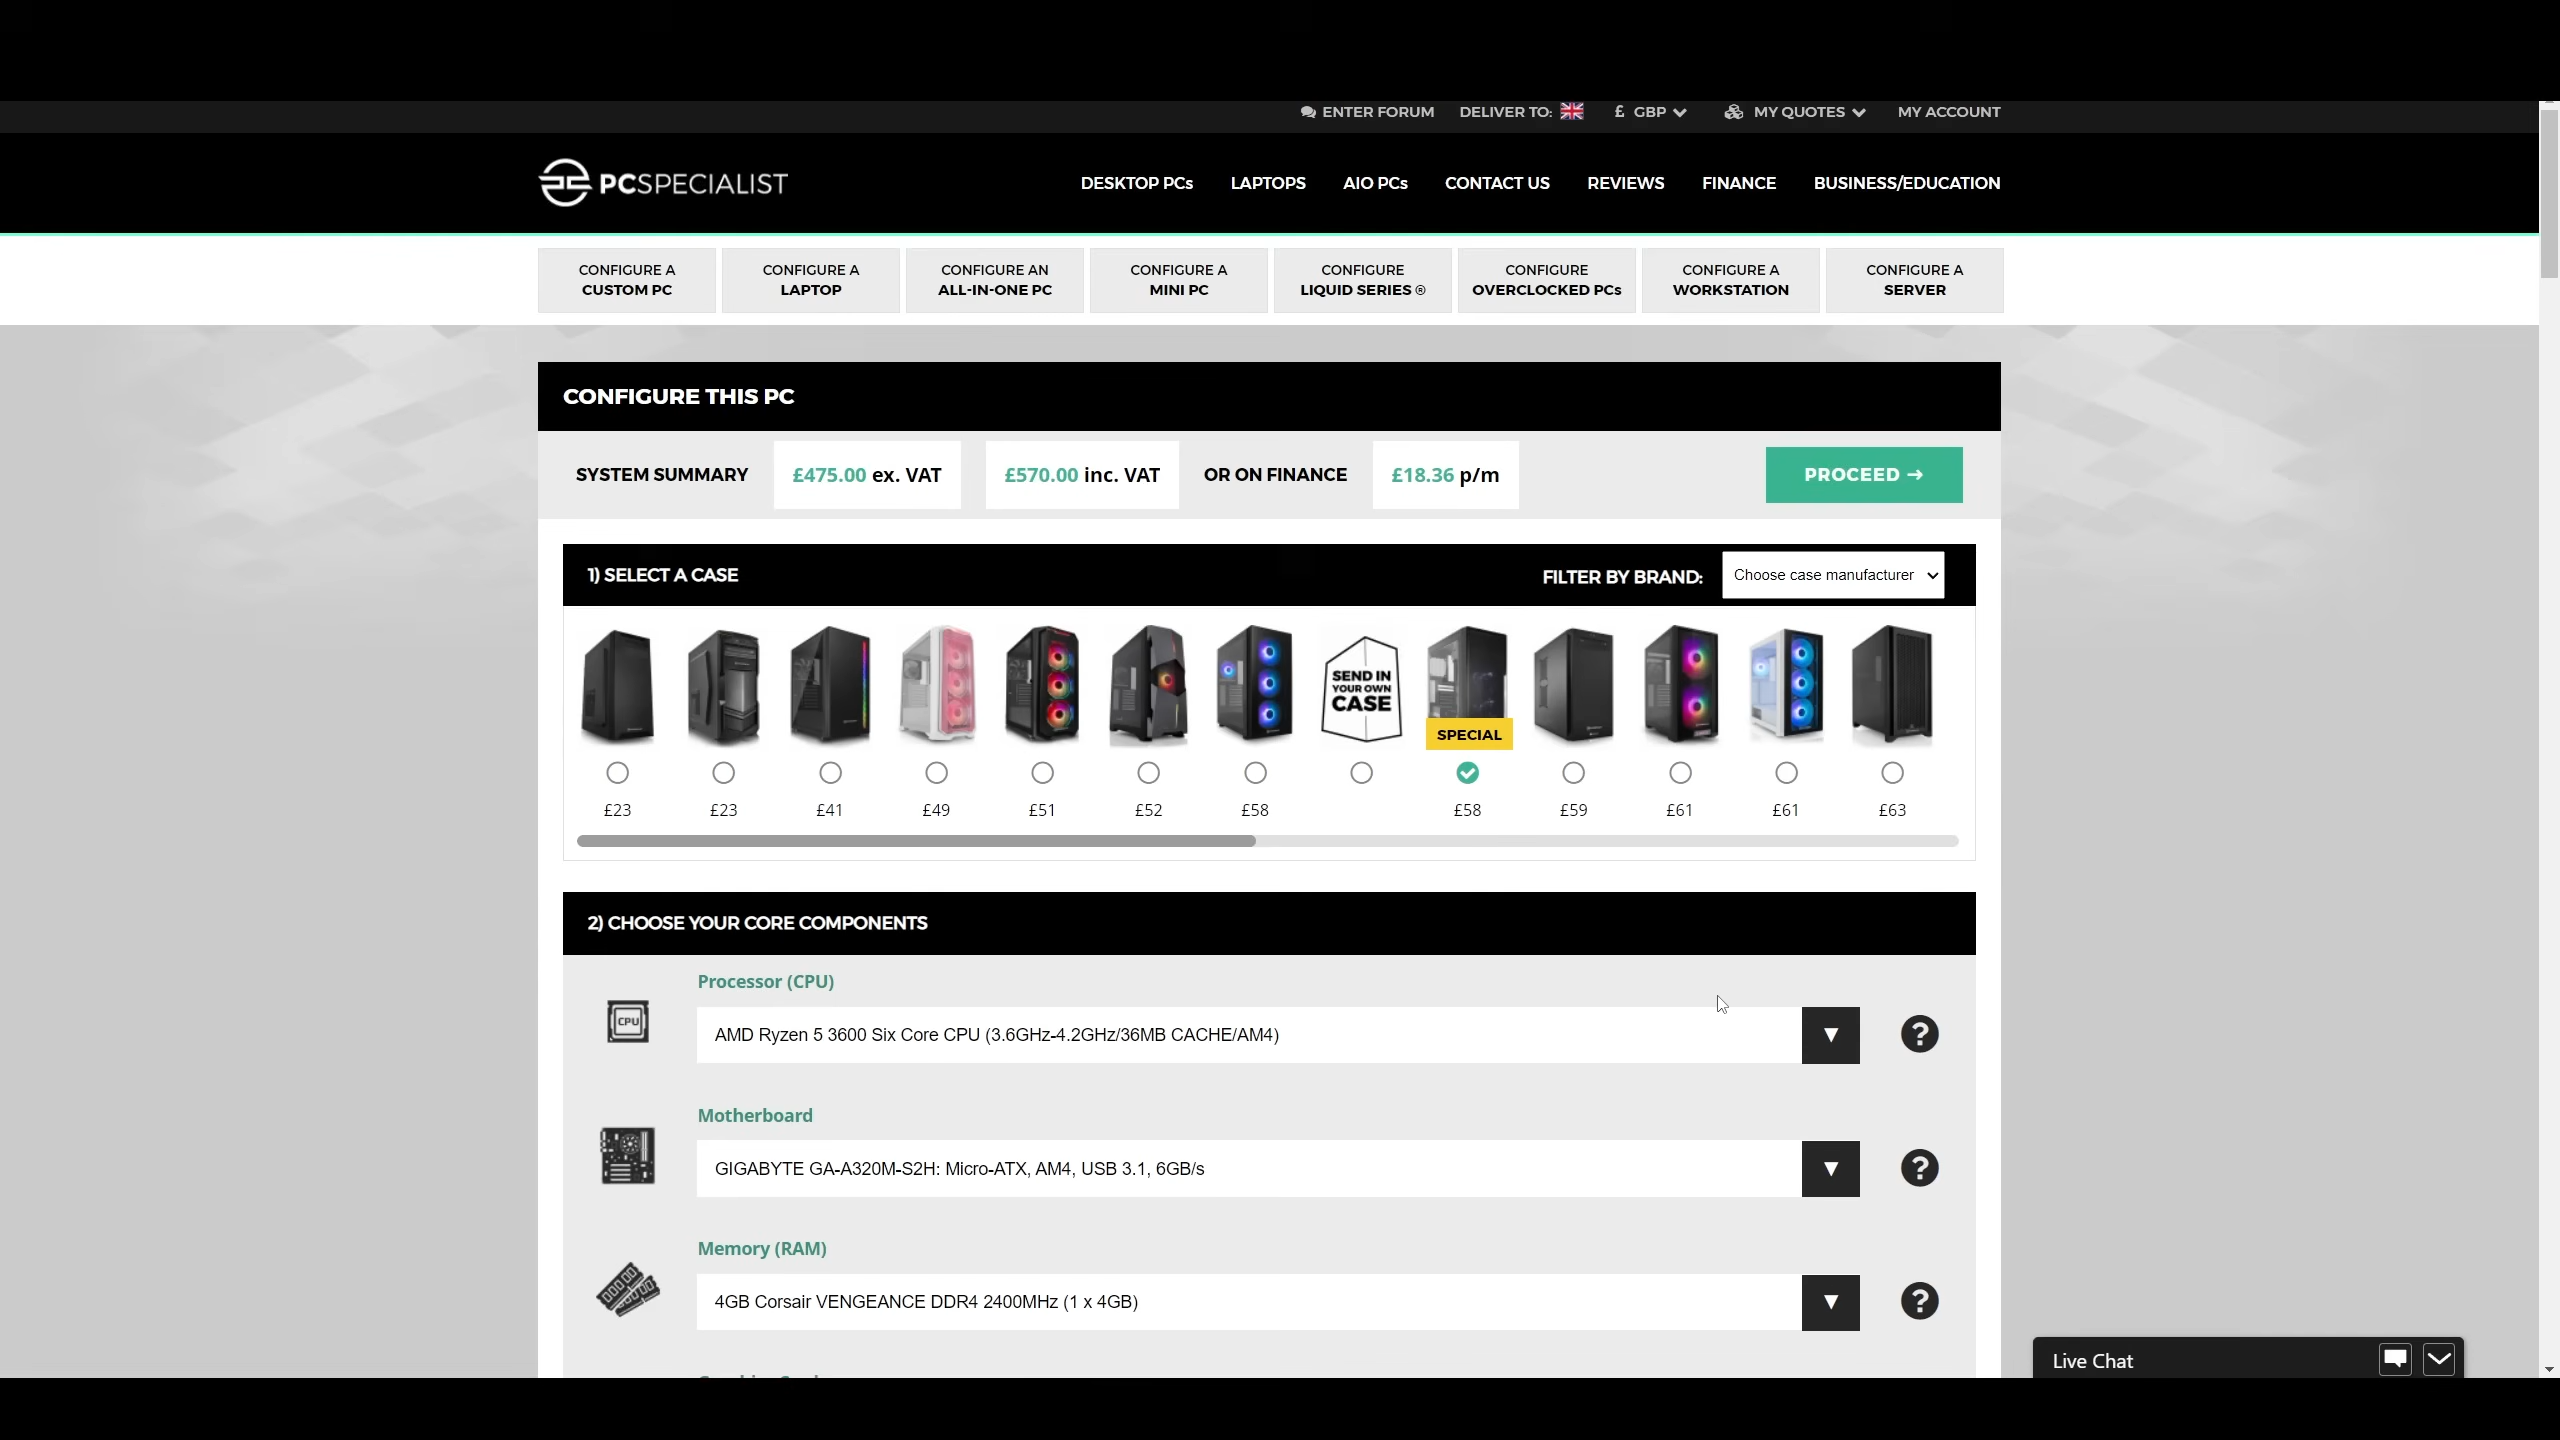 ENTER FORUM DELIVER TO: £ GBP MY QUOTES MY ACCOUNT
PCSPECIALIST DESKTOP PCs LAPTOPS AIO PCs CONTACT US REVIEWS FINANCE BUSINESS/EDUCATION
CONFIGURE A CONFIGURE A CONFIGURE AN CONFIGURE A CONFIGURE CONFIGURE CONFIGURE A CONFIGURE A
CUSTOM PC LAPTOP ALL-IN-ONE PC MINI PC LIQUID SERIES ® OVERCLOCKED PCs WORKSTATION SERVER
CONFIGURE THIS PC
SYSTEM SUMMARY £475.00 ex. VAT £570.00 inc. VAT OR ON FINANCE £18.36 p/m PROCEED →
1) SELECT A CASE FILTER BY BRAND: Choose case manufacturer
SEND IN
YOUR OWN
CASE
SPECIAL
£23 £23 £41 £49 £51 £52 £58 £58 £59 £61 £61 £63
2) CHOOSE YOUR CORE COMPONENTS
Processor (CPU)
CPU AMD Ryzen 5 3600 Six Core CPU (3.6GHz-4.2GHz/36MB CACHE/AM4) ▼ ?
Motherboard
GIGABYTE GA-A320M-S2H: Micro-ATX, AM4, USB 3.1, 6GB/s ▼ ?
Memory (RAM)
4GB Corsair VENGEANCE DDR4 2400MHz (1 x 4GB) ▼ ?
Live Chat